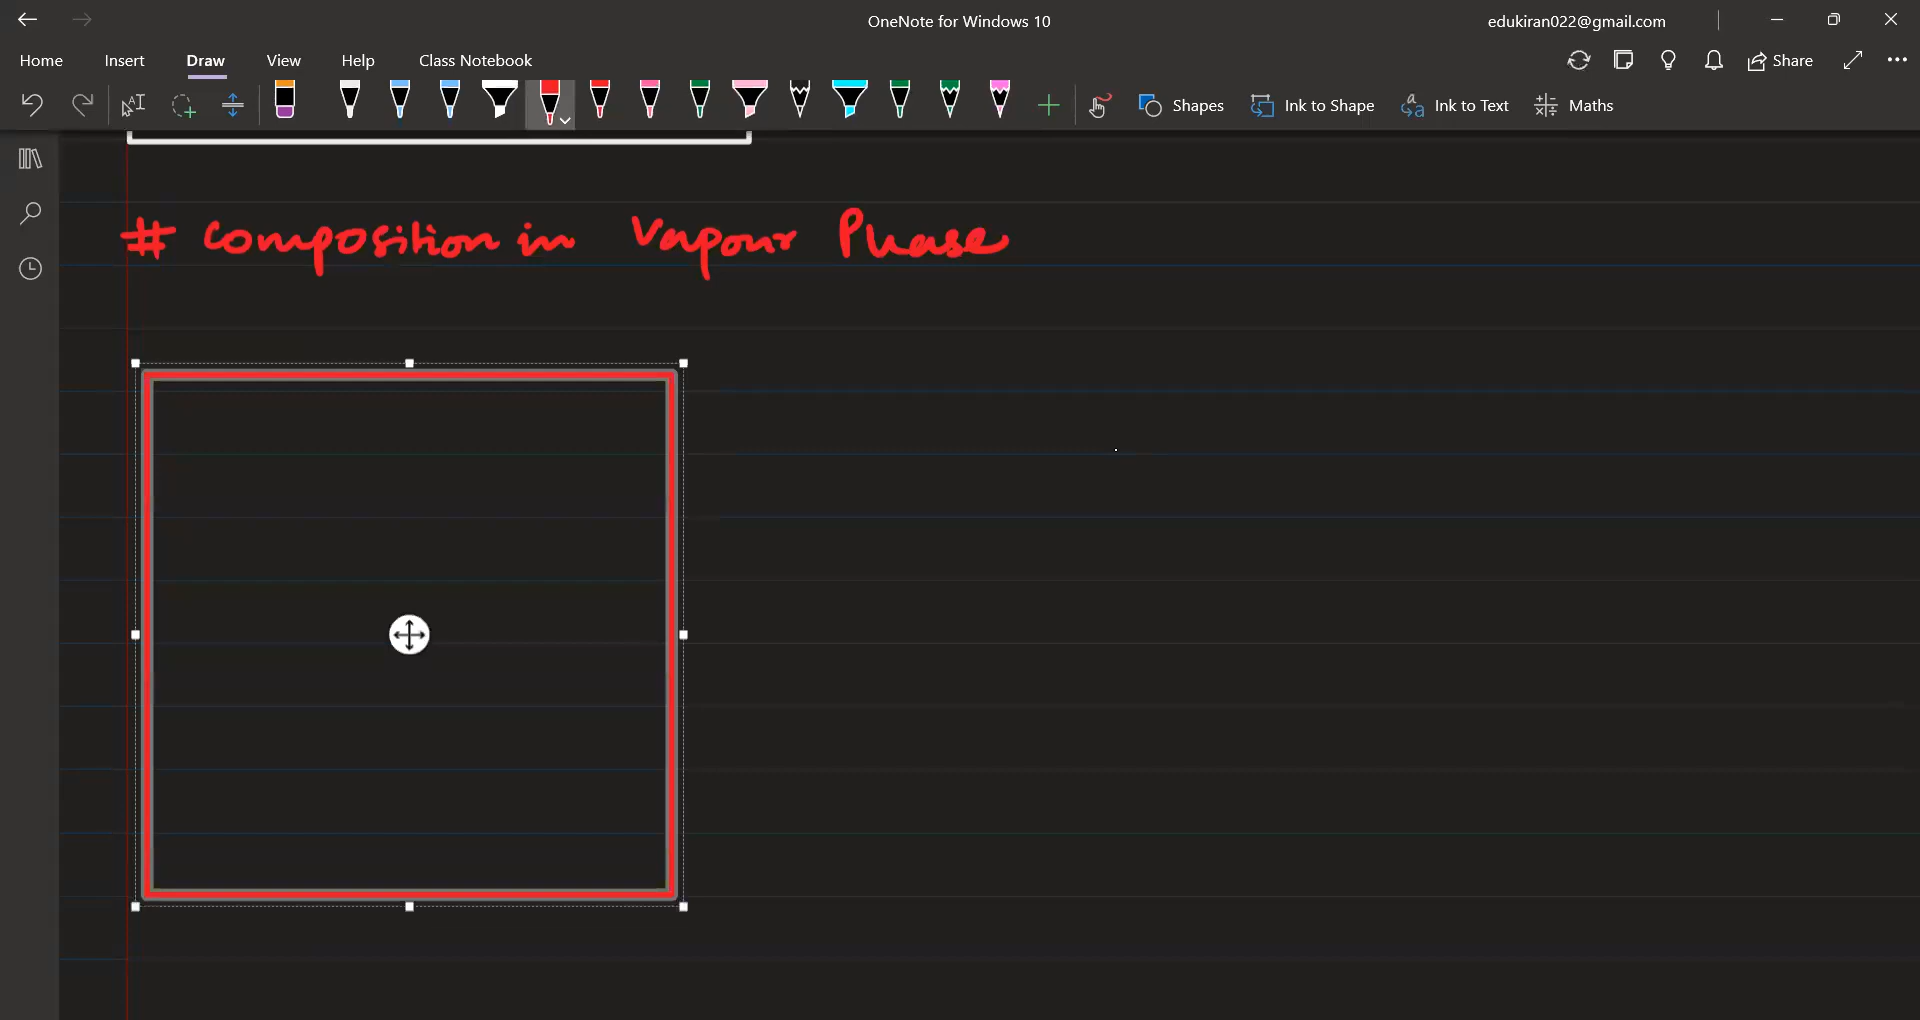 OneNote for Windows 10
edukiran022@gmail.com
Home Insert Draw View Help Class Notebook
Share
Shapes Ink to Shape Ink to Text Maths
# Composition in Vapour Phase